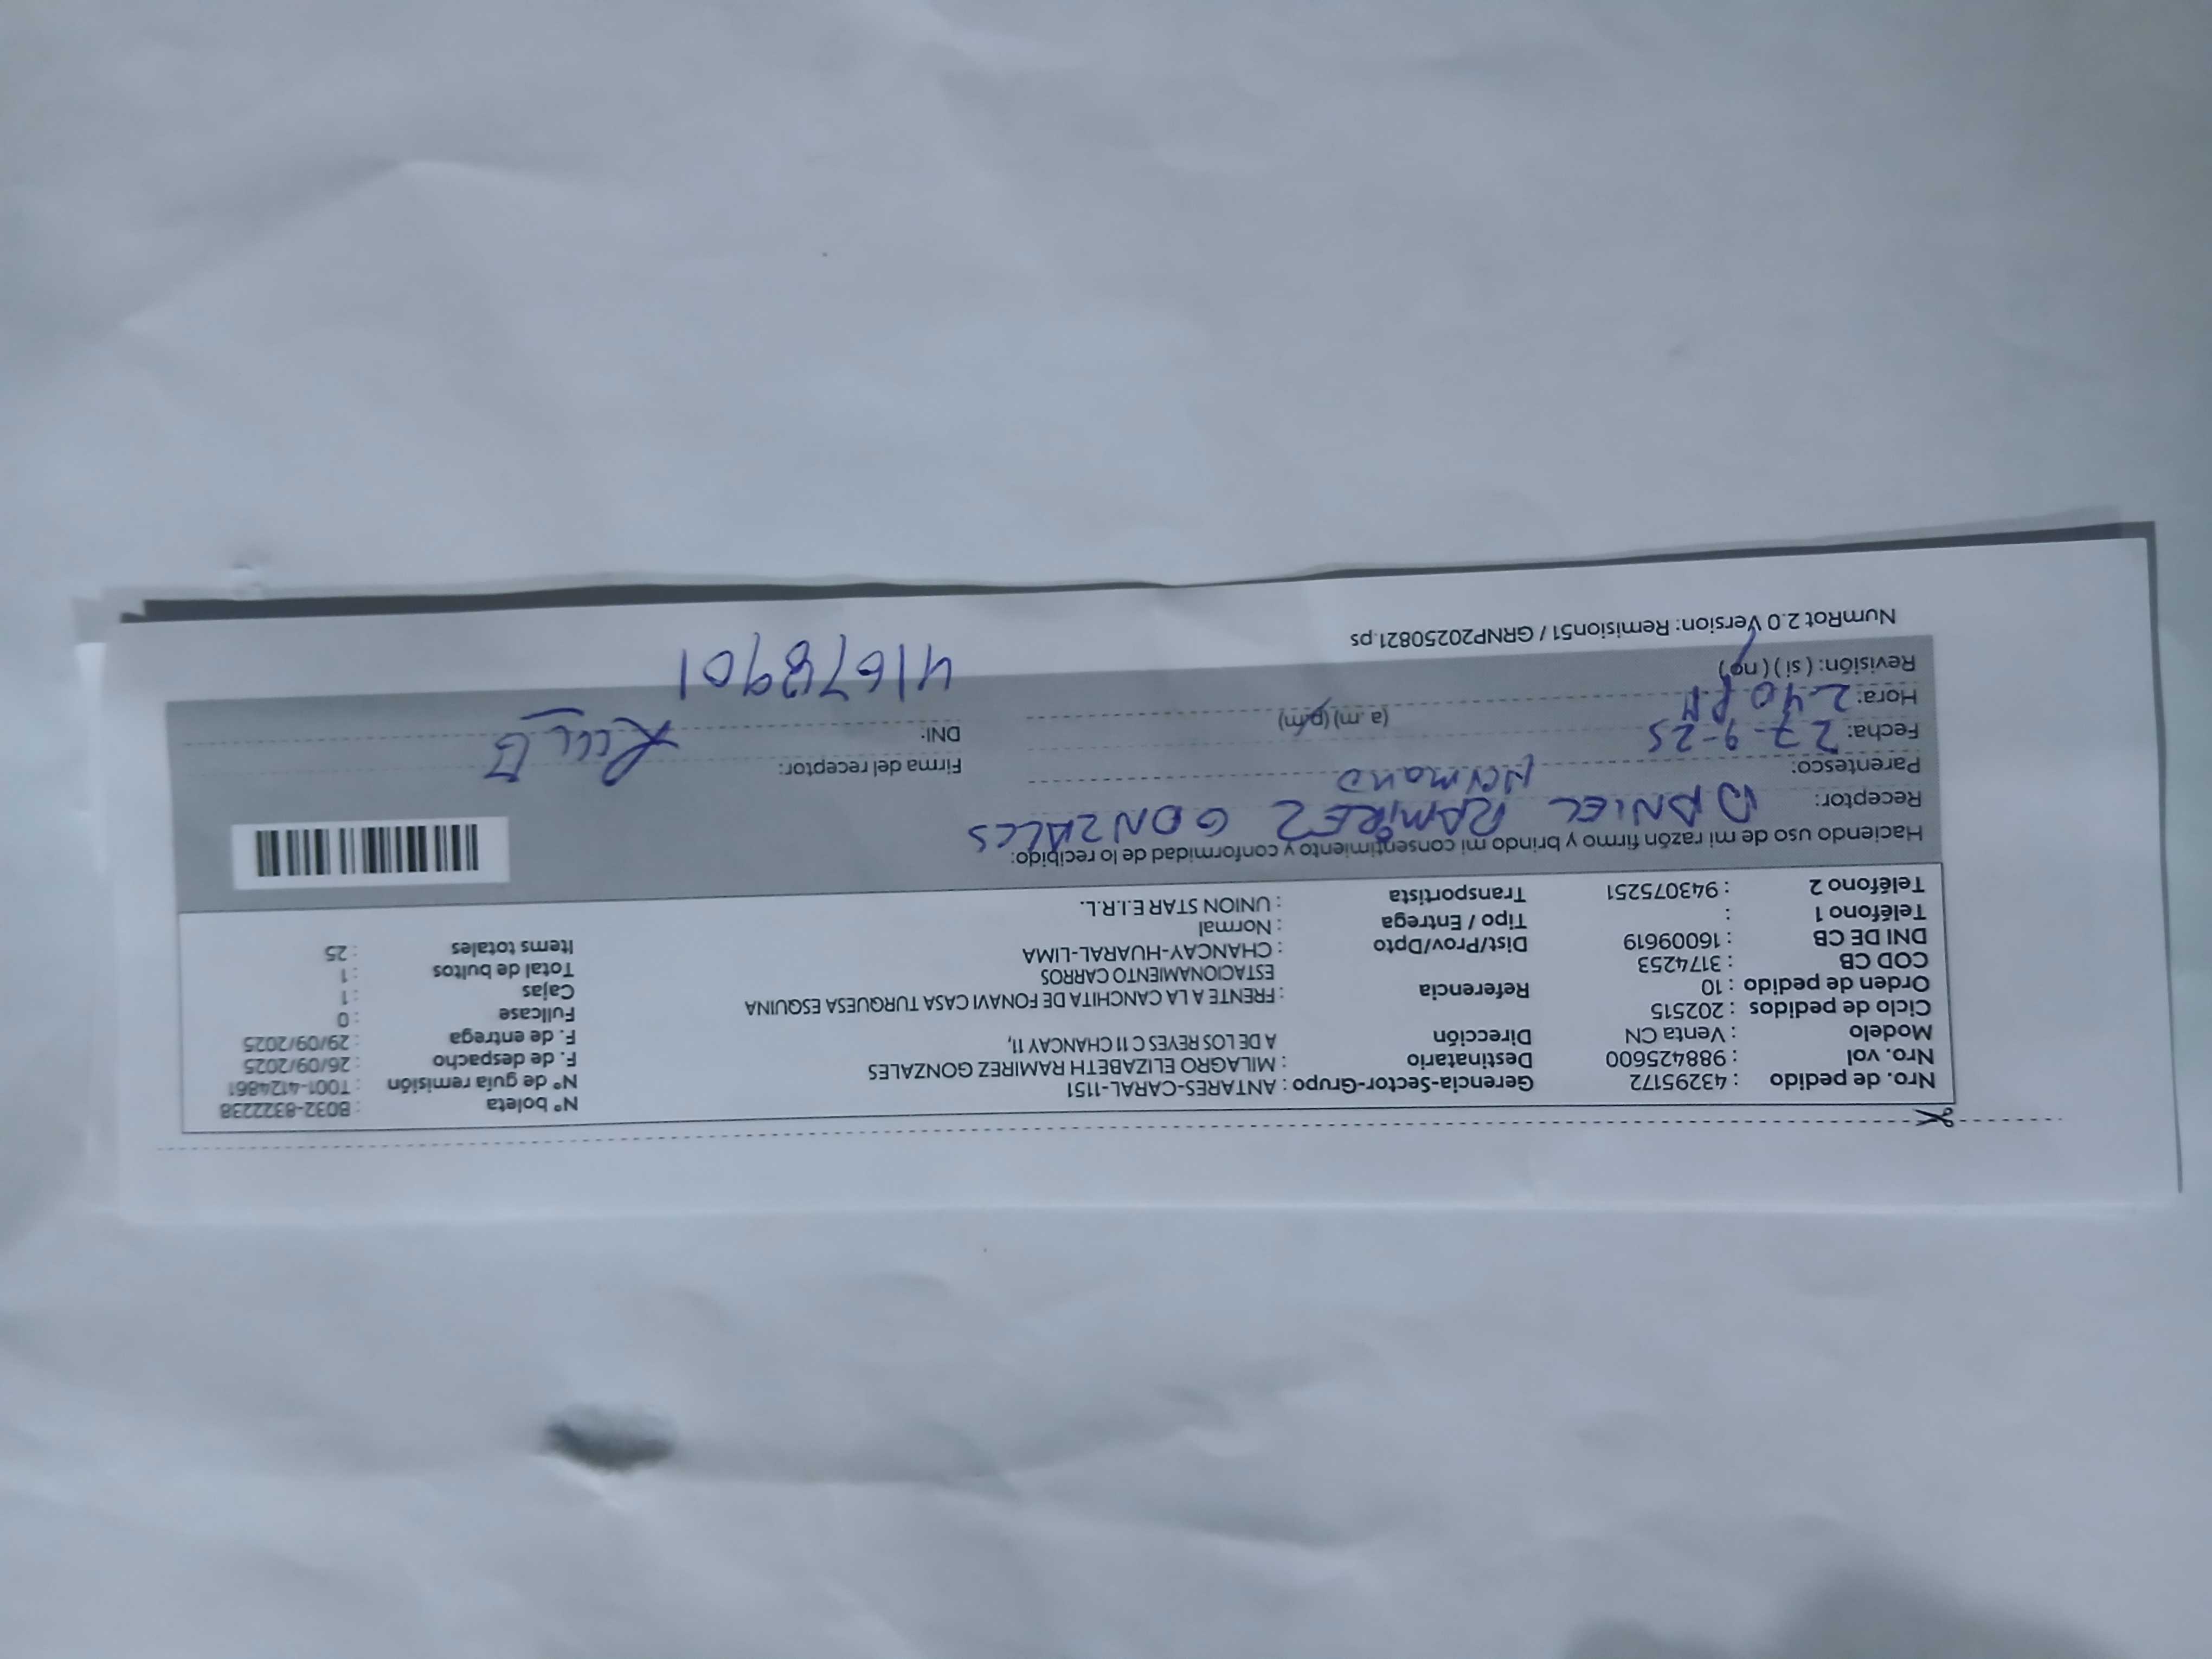 Nro. de pedido : 43295172 Gerencia-Sector-Grupo : ANTARES-CARAL-1151 N° boleta : B032-8322238
Nro. vol : 988425600 Destinatario : MILAGRO ELIZABETH RAMIREZ GONZALES N° de guía remisión : T001-4124861
Modelo : Venta CN Dirección A DE LOS REYES C 11 CHANCAY 11, F. de despacho : 26/09/2025
Ciclo de pedidos : 202515 F. de entrega : 29/09/2025
Orden de pedido : 10 Referencia : FRENTE A LA CANCHITA DE FONAVI CASA TURQUESA ESQUINA Fullcase : 0
COD CB : 3174253 ESTACIONAMIENTO CARROS Cajas : 1
DNI DE CB : 16009619 Dist/Prov/Dpto : CHANCAY-HUARAL-LIMA Total de bultos : 1
Teléfono 1 : Tipo / Entrega : Normal Items totales : 25
Teléfono 2 : 943075251 Transportista : UNION STAR E.I.R.L.
Haciendo uso de mi razón firmo y brindo mi consentimiento y conformidad de lo recibido:
Receptor: DANIEL RAMIREZ GONZALES
Parentesco: Hermano Firma del receptor:
Fecha: 27-9-25 DNI:
Hora: 2.40 PM (a .m) (p/m) 41678901
Revisión: ( si ) ( no )
NumRot 2.0 Version: Remision51 / GRNP20250821.ps